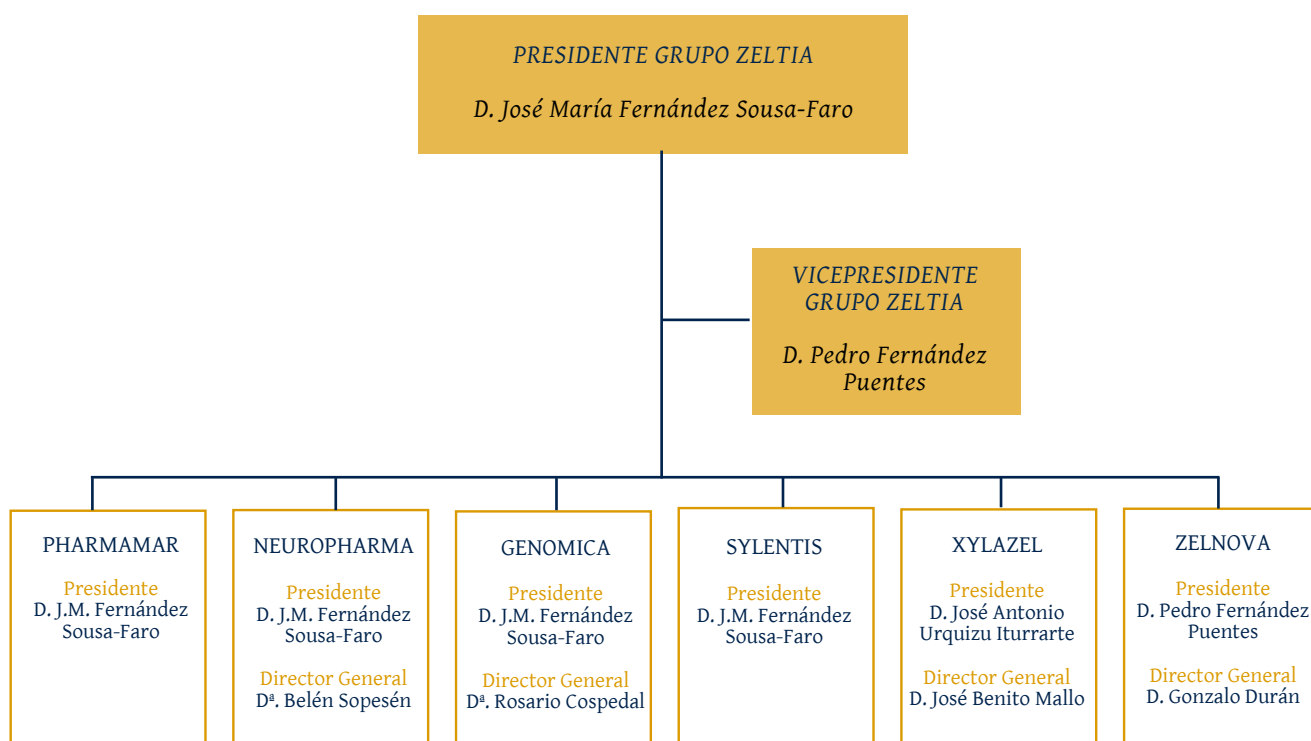 PRESIDENTE GRUPO ZELTIA
D. José María Fernández Sousa-Faro
VICEPRESIDENTE
GRUPO ZELTIA
D. Pedro Fernández
Puentes
PHARMAMAR
Presidente
D. J.M. Fernández
Sousa-Faro
NEUROPHARMA
Presidente
D. J.M. Fernández
Sousa-Faro
Director General
Dª. Belén Sopesén
GENOMICA
Presidente
D. J.M. Fernández
Sousa-Faro
Director General
Dª. Rosario Cospedal
SYLENTIS
Presidente
D. J.M. Fernández
Sousa-Faro
XYLAZEL
Presidente
D. José Antonio
Urquizu Iturrarte
Director General
D. José Benito Mallo
ZELNOVA
Presidente
D. Pedro Fernández
Puentes
Director General
D. Gonzalo Durán